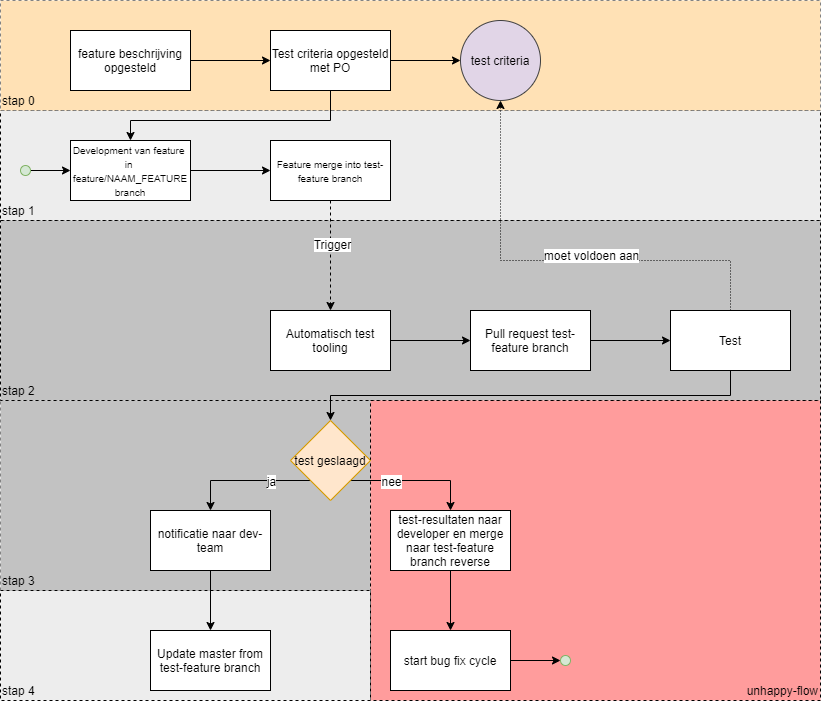 feature beschrijving
opgesteld
Test criteria opgesteld
met PO
test criteria
stap 0
Development van feature
in
feature/NAAM_FEATURE
branch
Feature merge into test-
feature branch
stap 1
Trigger
moet voldoen aan
Automatisch test
tooling
Pull request test-
feature branch
Test
stap 2
test geslaagd
ja
nee
notificatie naar dev-
team
test-resultaten naar
developer en merge
naar test-feature
branch reverse
stap 3
Update master from
test-feature branch
start bug fix cycle
stap 4
unhappy-flow